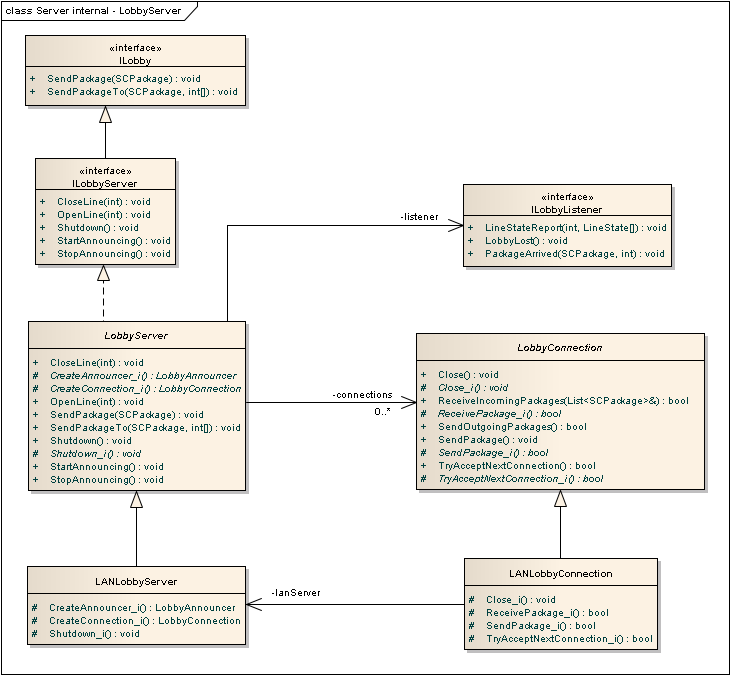 class Server internal - LobbyServer
«interface»
ILobby
+ SendPackage(SCPackage) : void
+ SendPackageTo(SCPackage, int[]) : void
«interface»
ILobbyServer
+ CloseLine(int) : void
+ OpenLine(int) : void
+ Shutdown() : void
+ StartAnnouncing() : void
+ StopAnnouncing() : void
-listener
«interface»
ILobbyListener
+ LineStateReport(int, LineState[]) : void
+ LobbyLost() : void
+ PackageArrived(SCPackage, int) : void
LobbyServer
+ CloseLine(int) : void
# CreateAnnouncer_i() : LobbyAnnouncer
# CreateConnection_i() : LobbyConnection
+ OpenLine(int) : void
+ SendPackage(SCPackage) : void
+ SendPackageTo(SCPackage, int[]) : void
+ Shutdown() : void
# Shutdown_i() : void
+ StartAnnouncing() : void
+ StopAnnouncing() : void
-connections
0..*
LobbyConnection
+ Close() : void
# Close_i() : void
+ ReceiveIncomingPackages(List<SCPackage>&) : bool
# ReceivePackage_i() : bool
+ SendOutgoingPackages() : bool
+ SendPackage() : void
# SendPackage_i() : bool
+ TryAcceptNextConnection() : bool
# TryAcceptNextConnection_i() : bool
LANLobbyServer
# CreateAnnouncer_i() : LobbyAnnouncer
# CreateConnection_i() : LobbyConnection
# Shutdown_i() : void
-lanServer
LANLobbyConnection
# Close_i() : void
# ReceivePackage_i() : bool
# SendPackage_i() : bool
# TryAcceptNextConnection_i() : bool